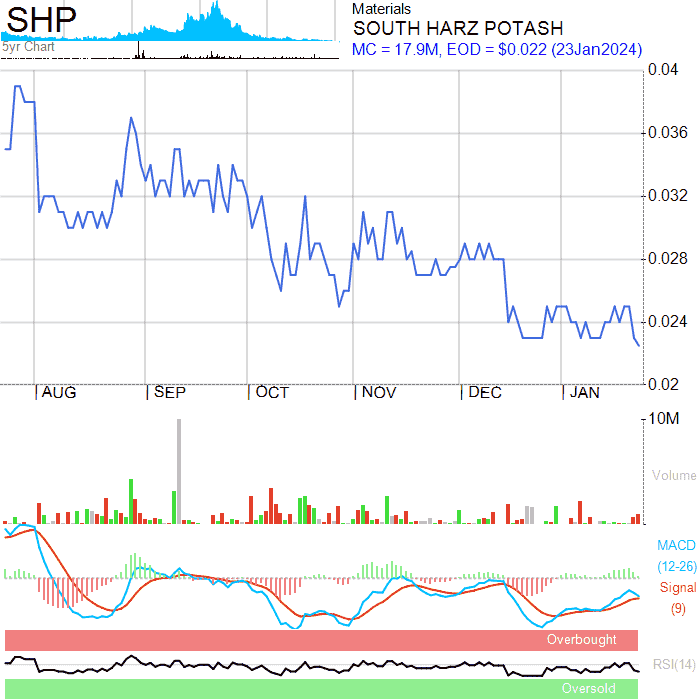 SHP
5yr Chart
Materials
SOUTH HARZ POTASH
MC = 17.9M, EOD = $0.022 (23Jan2024)
0.04
0.036
0.032
0.028
0.024
0.02
AUG SEP OCT NOV DEC JAN
10M
Volume
MACD
(12-26)
Signal
(9)
Overbought
RSI(14)
Oversold